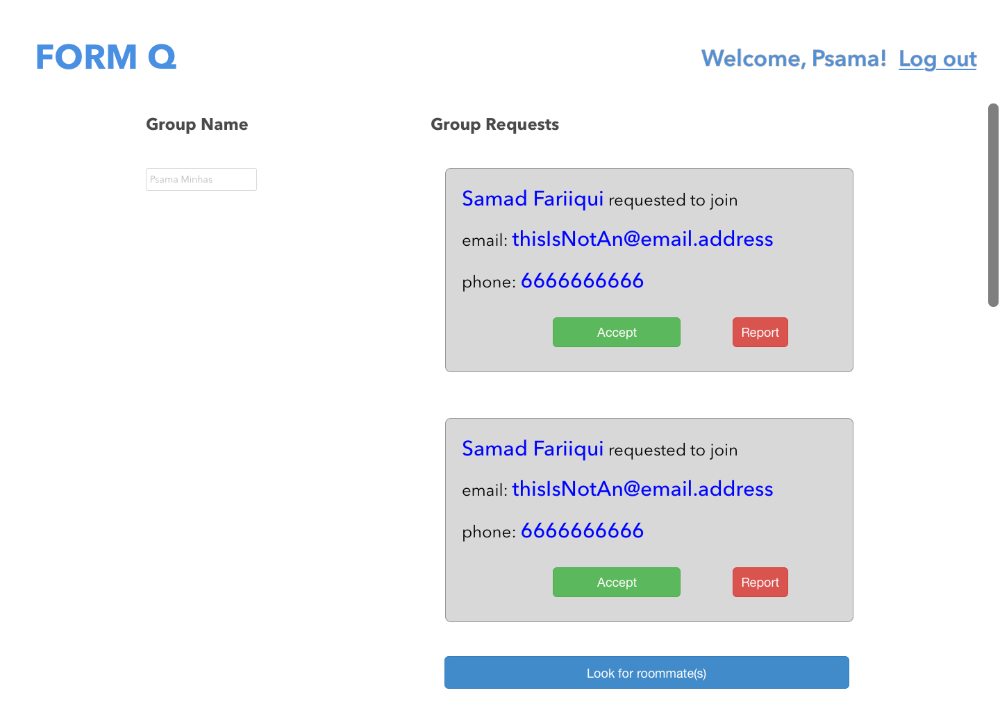 FORM Q
Welcome, Psama! Log out
Group Name
Group Requests
Psama Minhas
Samad Fariiqui requested to join
email: thisIsNotAn@email.address
phone: 6666666666
Accept
Report
Samad Fariiqui requested to join
email: thisIsNotAn@email.address
phone: 6666666666
Accept
Report
Look for roommate(s)